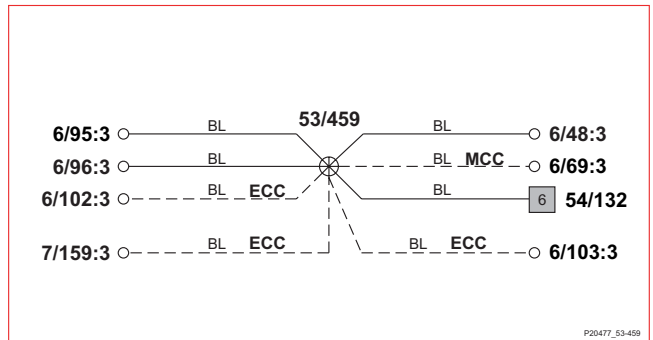 53/459
6/95:3 BL BL 6/48:3
6/96:3 BL BL MCC 6/69:3
6/102:3 BL ECC BL 6 54/132
7/159:3 BL ECC BL ECC 6/103:3
P20477_53-459